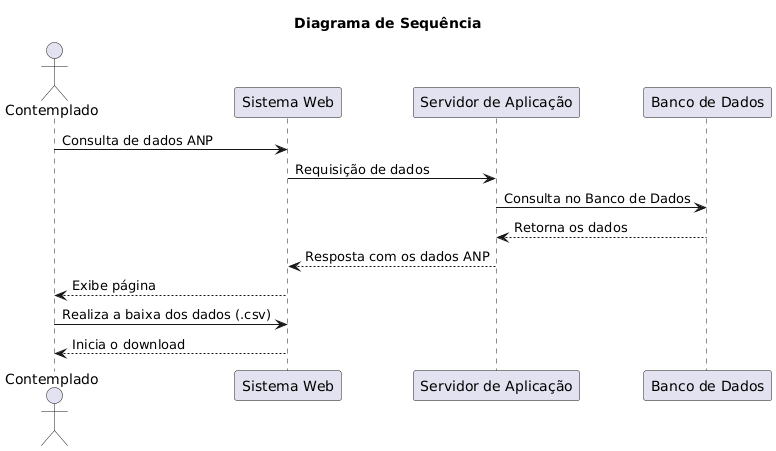 Diagrama de Sequência
Contemplado
Sistema Web
Servidor de Aplicação
Banco de Dados
Consulta de dados ANP
Requisição de dados
Consulta no Banco de Dados
Retorna os dados
Resposta com os dados ANP
Exibe página
Realiza a baixa dos dados (.csv)
Inicia o download
Contemplado
Sistema Web
Servidor de Aplicação
Banco de Dados